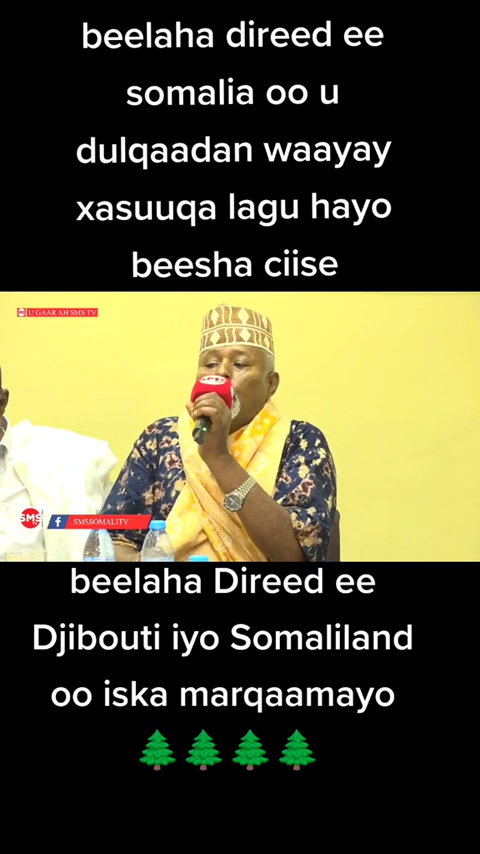 beelaha direed ee
somalia oo u
dulqaadan waayay
xasuuqa lagu hayo
beesha ciise
U GAAR AH SMS TV
SMS
SMSSOMALITV
beelaha Direed ee
Djibouti iyo Somaliland
oo iska marqaamayo
🌲🌲🌲🌲